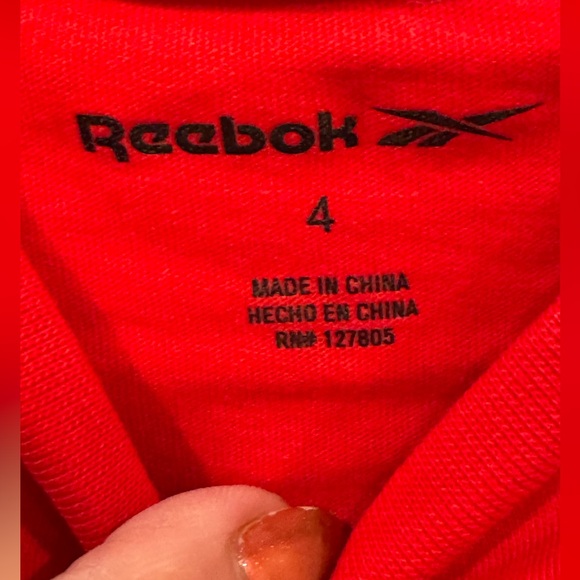 Reebok
4
MADE IN CHINA
HECHO EN CHINA
RN# 127805